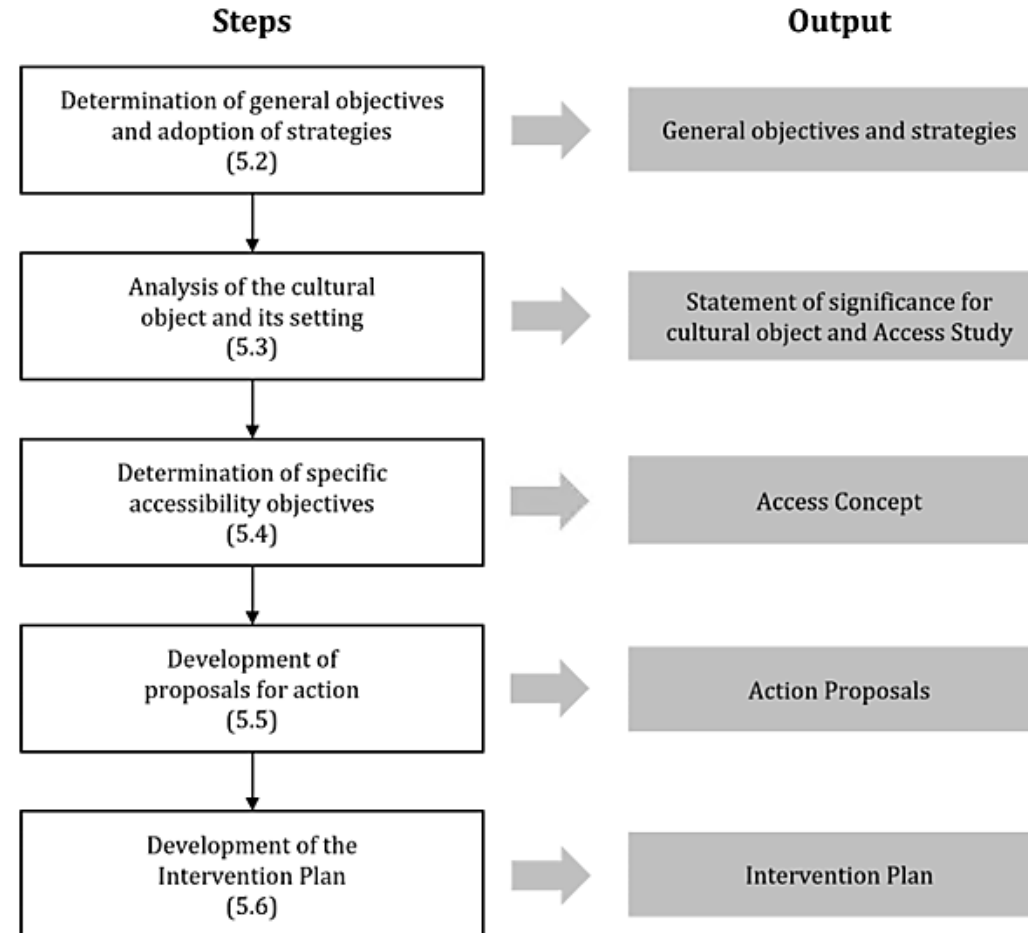 Steps
Output
Determination of general objectives
and adoption of strategies
(5.2)
General objectives and strategies
Analysis of the cultural
object and its setting
(5.3)
Statement of significance for
cultural object and Access Study
Determination of specific
accessibility objectives
(5.4)
Access Concept
Development of
proposals for action
(5.5)
Action Proposals
Development of the
Intervention Plan
(5.6)
Intervention Plan